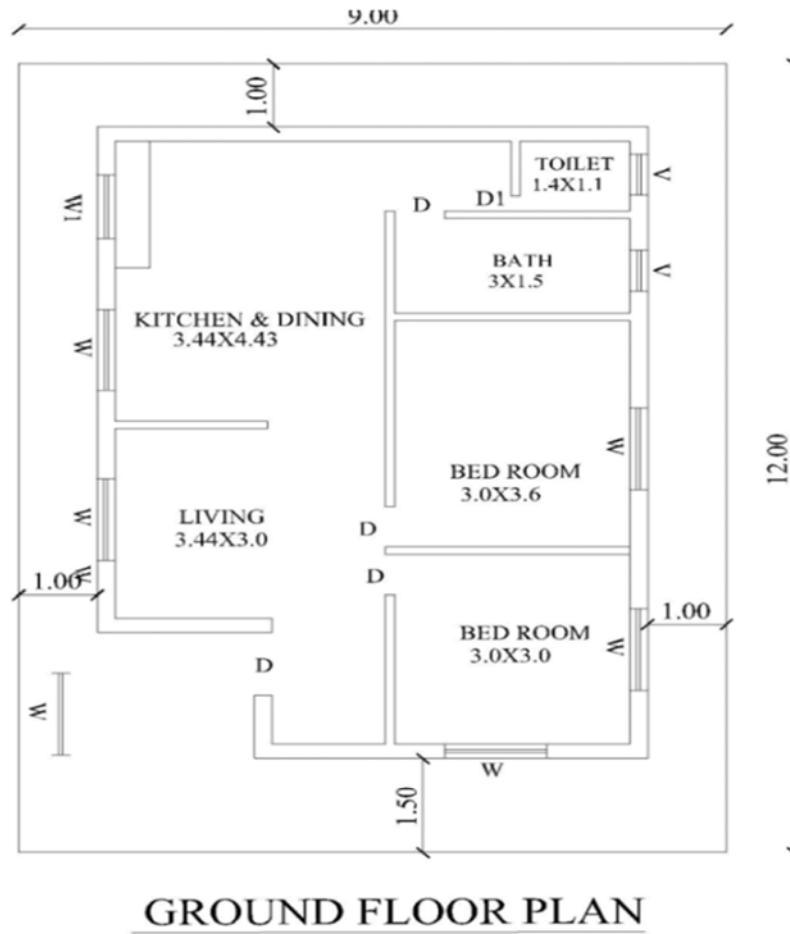 9.00
1.00
TOILET
1.4X1.1
V
W1
D
D1
BATH
3X1.5
V
KITCHEN & DINING
3.44X4.43
W
BED ROOM
3.0X3.6
W
12.00
LIVING
3.44X3.0
W
D
W
1.00
D
1.00
BED ROOM
3.0X3.0
W
D
W
W
1.50
GROUND FLOOR PLAN